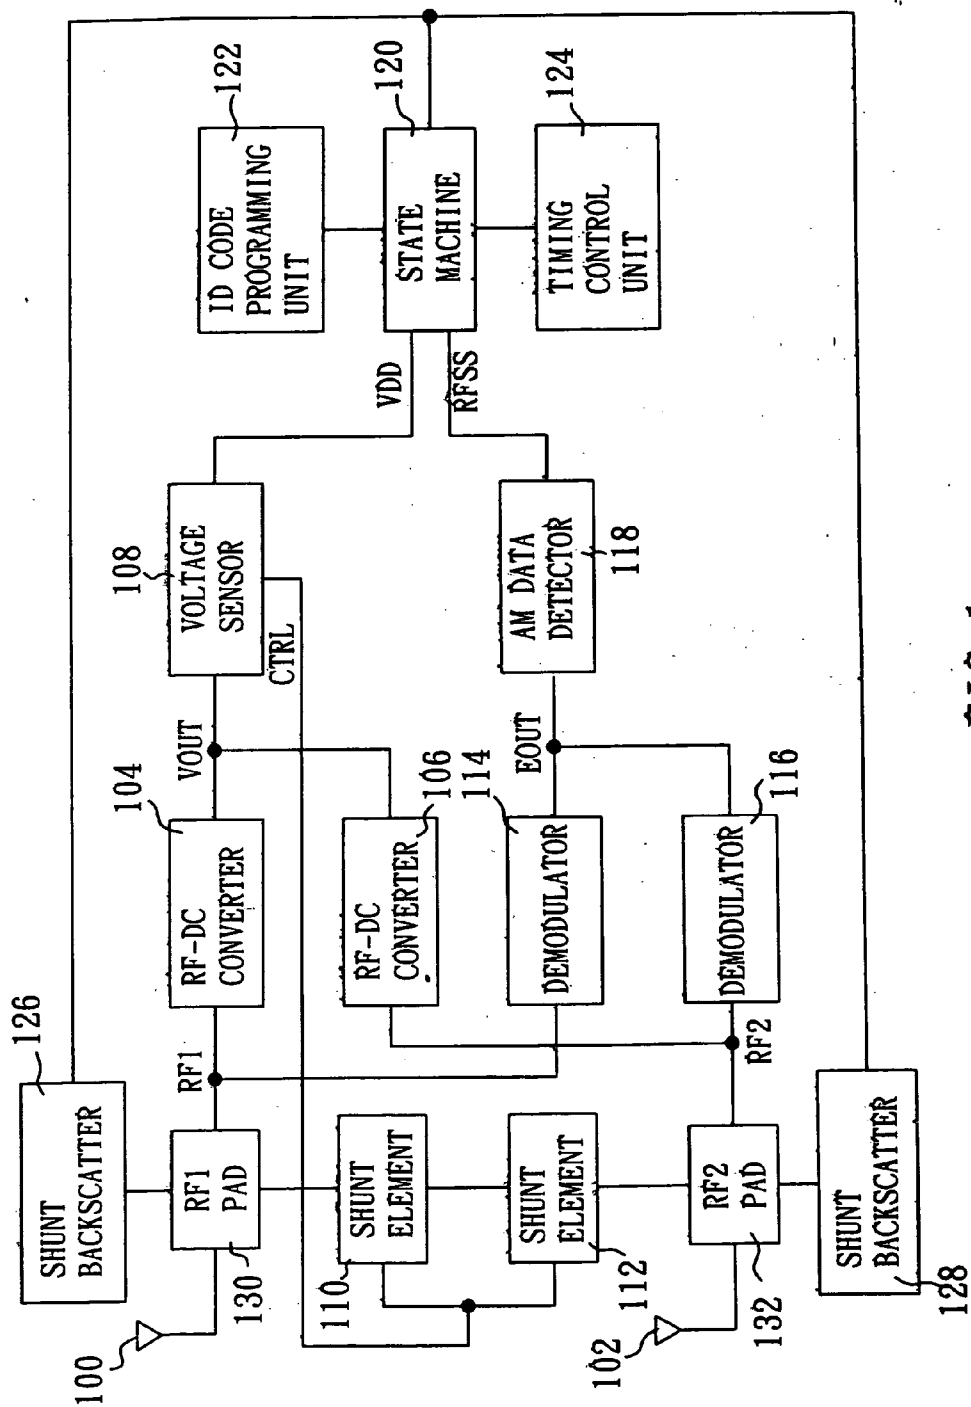 126
SHUNT
BACKSCATTER
100
RF1
PAD
130
RF1
104
RF-DC
CONVERTER
VOUT
108
VOLTAGE
SENSOR
CTRL
VDD
122
ID CODE
PROGRAMMING
UNIT
120
STATE
MACHINE
RFSS
124
TIMING
CONTROL
UNIT
110
SHUNT
ELEMENT
106
RF-DC
CONVERTER
SHUNT
ELEMENT
112
114
DEMODULATOR
EOUT
AM DATA
DETECTOR
118
102
RF2
PAD
132
RF2
116
DEMODULATOR
SHUNT
BACKSCATTER
128